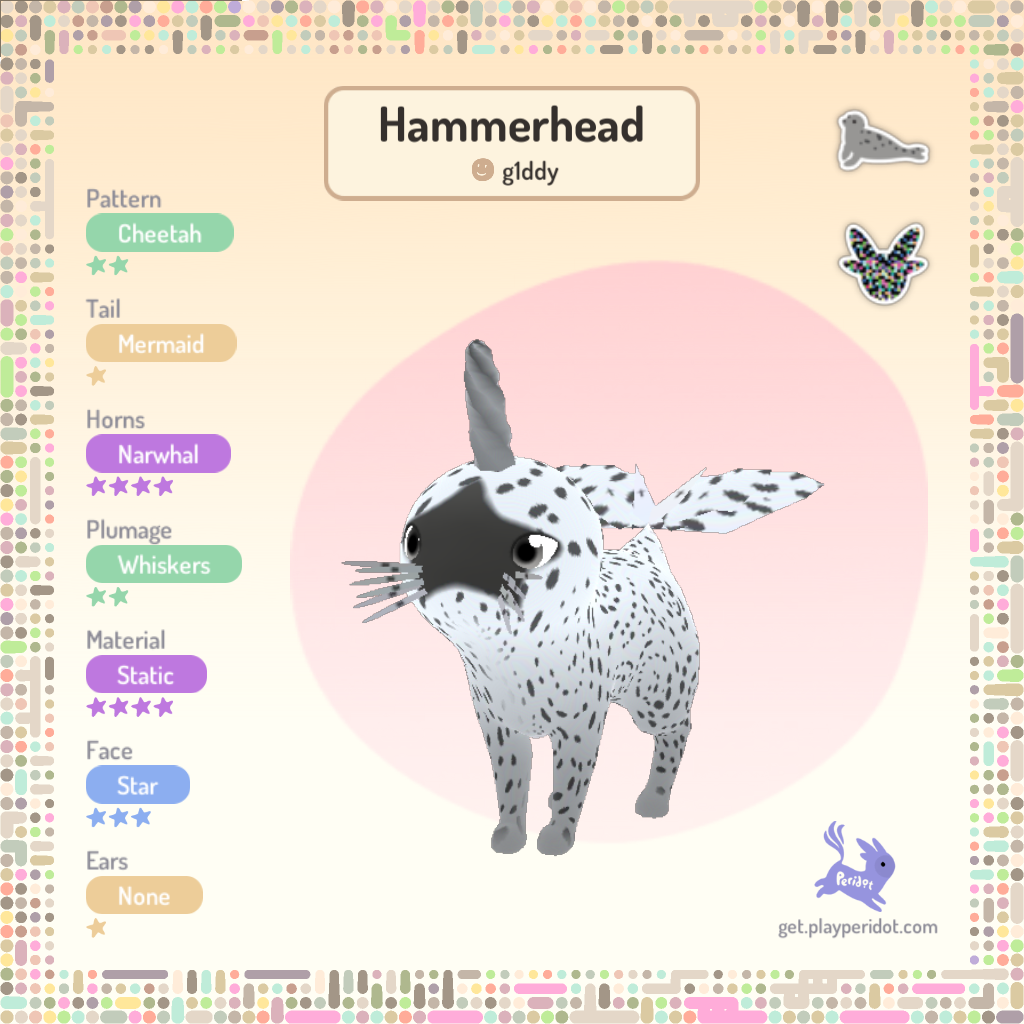 Hammerhead
g1ddy
Pattern
Cheetah
Tail
Mermaid
Horns
Narwhal
Plumage
Whiskers
Material
Static
Face
Star
Ears
None
Peridot
get.playperidot.com